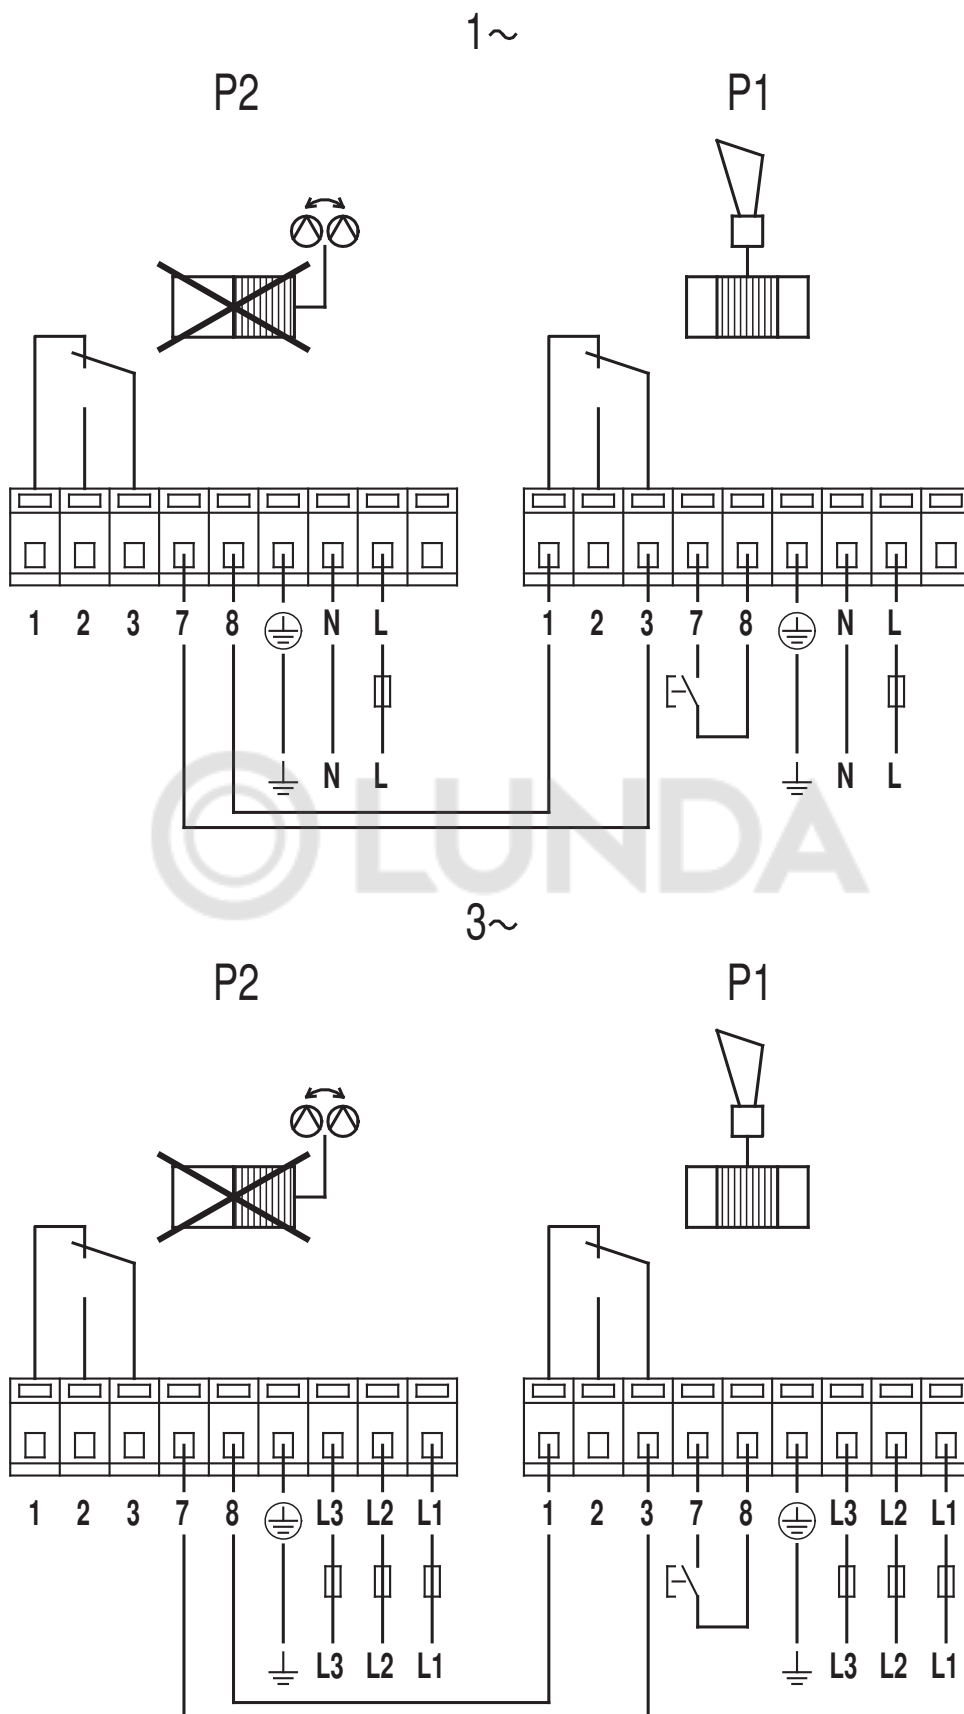 1~
P2 P1
1 2 3 7 8 N L 1 2 3 7 8 N L
N L N L
LUNDA
3~
P2 P1
1 2 3 7 8 L3 L2 L1 1 2 3 7 8 L3 L2 L1
L3 L2 L1 L3 L2 L1